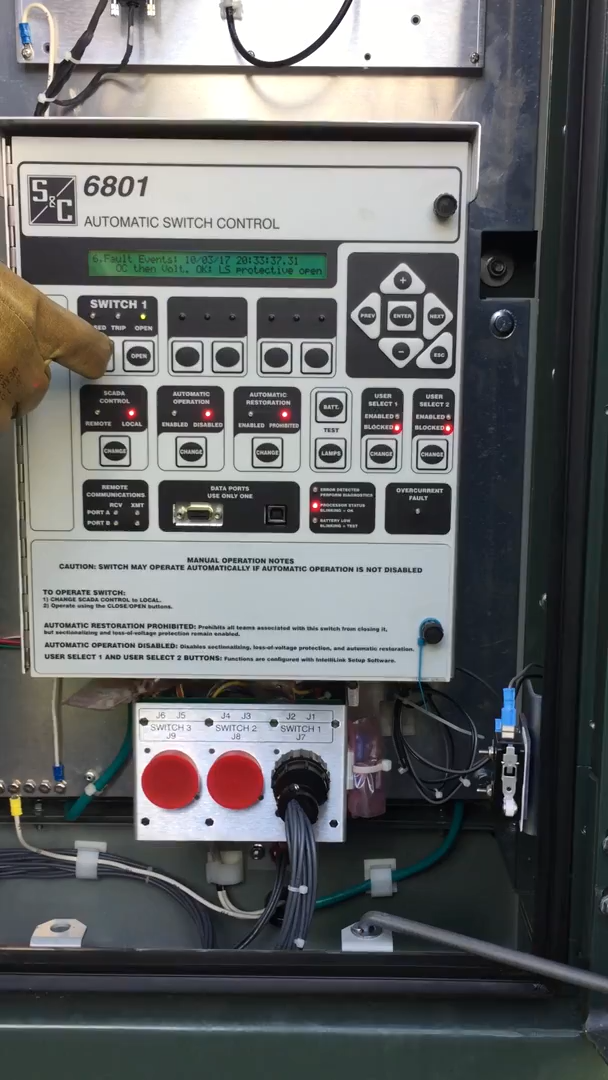 S&C
6801
AUTOMATIC SWITCH CONTROL
6.Fault Events: 10/03/17 20:33:37.31
OC then Volt. OK: LS protective open
SWITCH 1
TRIP OPEN
OPEN
PREV
+
ENTER
NEXT
-
ESC
SCADA
CONTROL
REMOTE LOCAL
CHANGE
AUTOMATIC
OPERATION
ENABLED DISABLED
CHANGE
AUTOMATIC
RESTORATION
ENABLED PROHIBITED
CHANGE
BATT.
TEST
LAMPS
USER
SELECT 1
ENABLED
BLOCKED
CHANGE
USER
SELECT 2
ENABLED
BLOCKED
CHANGE
REMOTE
COMMUNICATIONS
RCV XMT
PORT A
PORT B
DATA PORTS
USE ONLY ONE
ERROR DETECTED
PERFORM DIAGNOSTICS
PROCESSOR STATUS
BLINKING = OK
BATTERY LOW
BLINKING = TEST
OVERCURRENT
FAULT
MANUAL OPERATION NOTES
CAUTION: SWITCH MAY OPERATE AUTOMATICALLY IF AUTOMATIC OPERATION IS NOT DISABLED
TO OPERATE SWITCH:
1) CHANGE SCADA CONTROL to LOCAL.
2) Operate using the CLOSE/OPEN buttons.
AUTOMATIC RESTORATION PROHIBITED: Prohibits all teams associated with this switch from closing it,
but sectionalizing and loss-of-voltage protection remain enabled.
AUTOMATIC OPERATION DISABLED: Disables sectionalizing, loss-of-voltage protection, and automatic restoration.
USER SELECT 1 AND USER SELECT 2 BUTTONS: Functions are configured with IntelliLink Setup Software.
J6 J5 J4 J3 J2 J1
SWITCH 3 SWITCH 2 SWITCH 1
J9 J8 J7